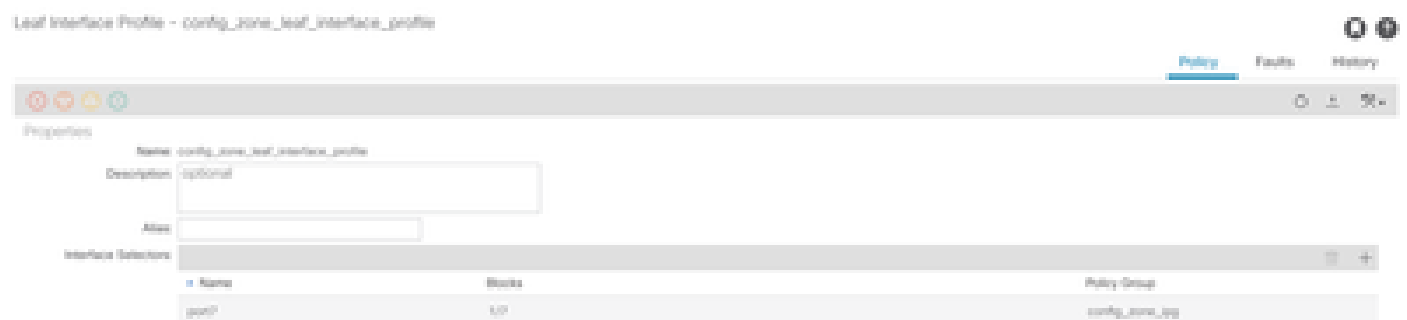 Leaf Interface Profile - config_zone_leaf_interface_profile
Policy Faults History
Properties
Name: config_zone_leaf_interface_profile
Description: optional
Alias:
Interface Selectors:
Name Blocks Policy Group
port7 1/7 config_zone_ipg